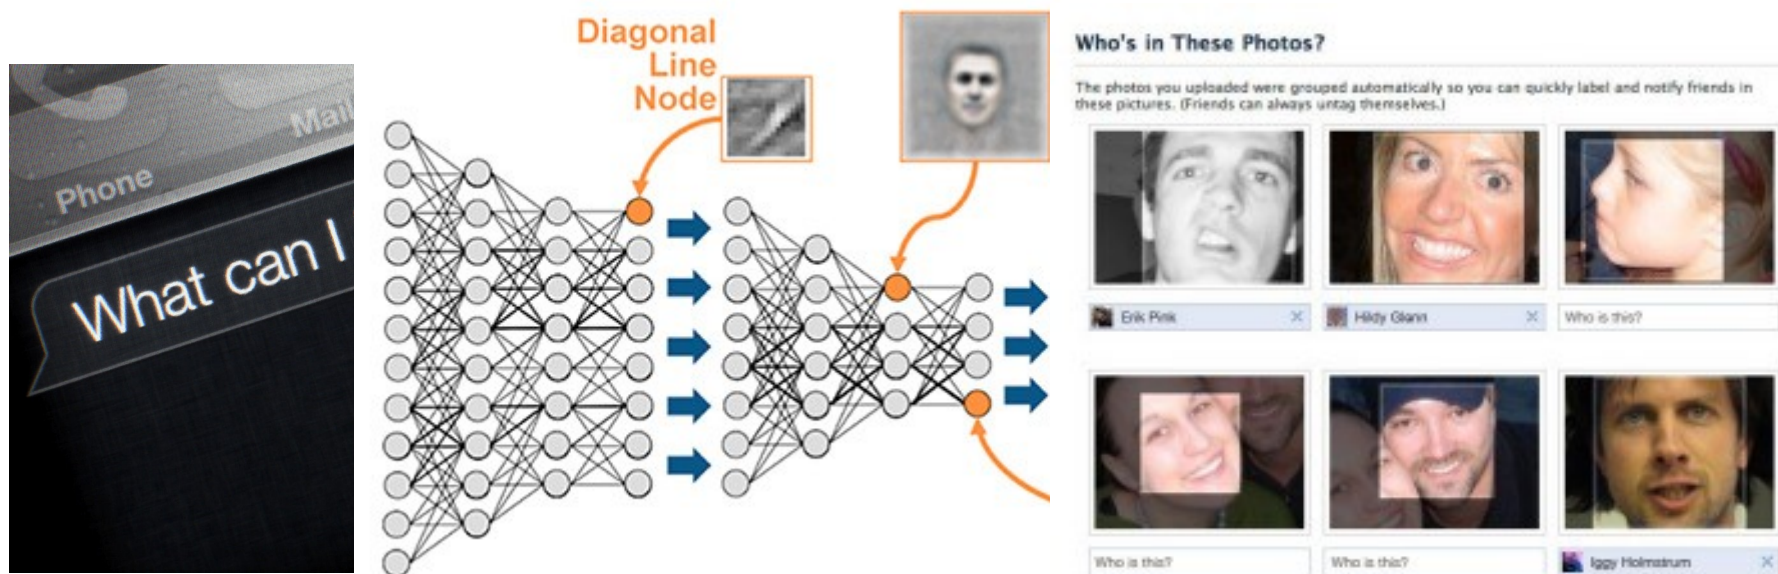 Mail
Phone
What can I
Diagonal
Line
Node
Who's in These Photos?
The photos you uploaded were grouped automatically so you can quickly label and notify friends in
these pictures. (Friends can always untag themselves.)
Erik Pink
Hildy Glann
Who is this?
Who is this?
Who is this?
Iggy Holmstrum